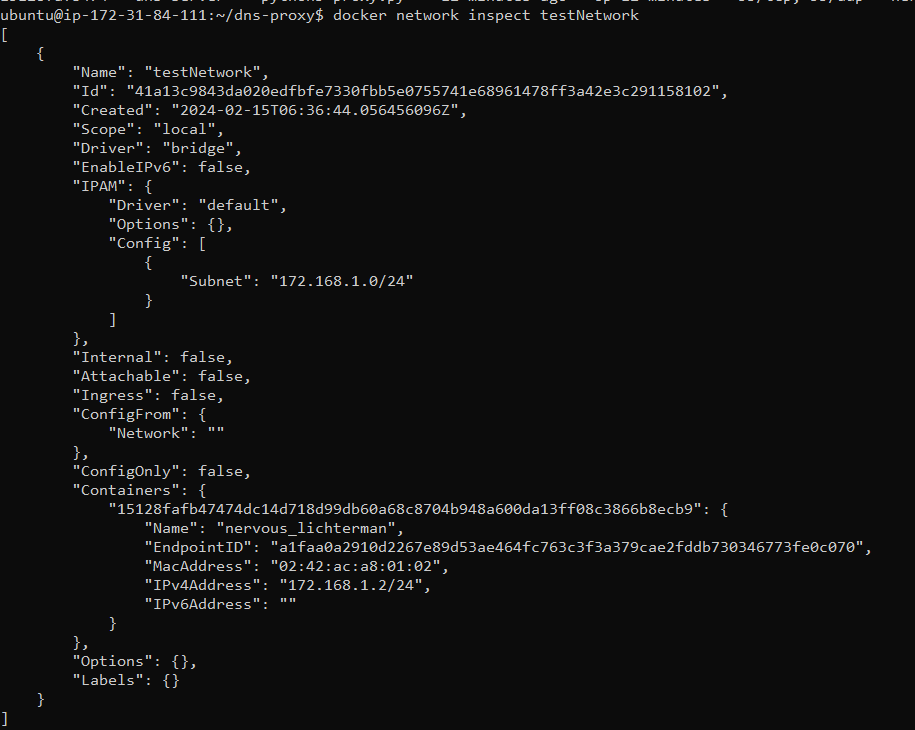 ubuntu@ip-172-31-84-111:~/dns-proxy$ docker network inspect testNetwork
[
    {
        "Name": "testNetwork",
        "Id": "41a13c9843da020edfbfe7330fbb5e0755741e68961478ff3a42e3c291158102",
        "Created": "2024-02-15T06:36:44.056456096Z",
        "Scope": "local",
        "Driver": "bridge",
        "EnableIPv6": false,
        "IPAM": {
            "Driver": "default",
            "Options": {},
            "Config": [
                {
                    "Subnet": "172.168.1.0/24"
                }
            ]
        },
        "Internal": false,
        "Attachable": false,
        "Ingress": false,
        "ConfigFrom": {
            "Network": ""
        },
        "ConfigOnly": false,
        "Containers": {
            "15128fafb47474dc14d718d99db60a68c8704b948a600da13ff08c3866b8ecb9": {
                "Name": "nervous_lichterman",
                "EndpointID": "a1faa0a2910d2267e89d53ae464fc763c3f3a379cae2fddb730346773fe0c070",
                "MacAddress": "02:42:ac:a8:01:02",
                "IPv4Address": "172.168.1.2/24",
                "IPv6Address": ""
            }
        },
        "Options": {},
        "Labels": {}
    }
]